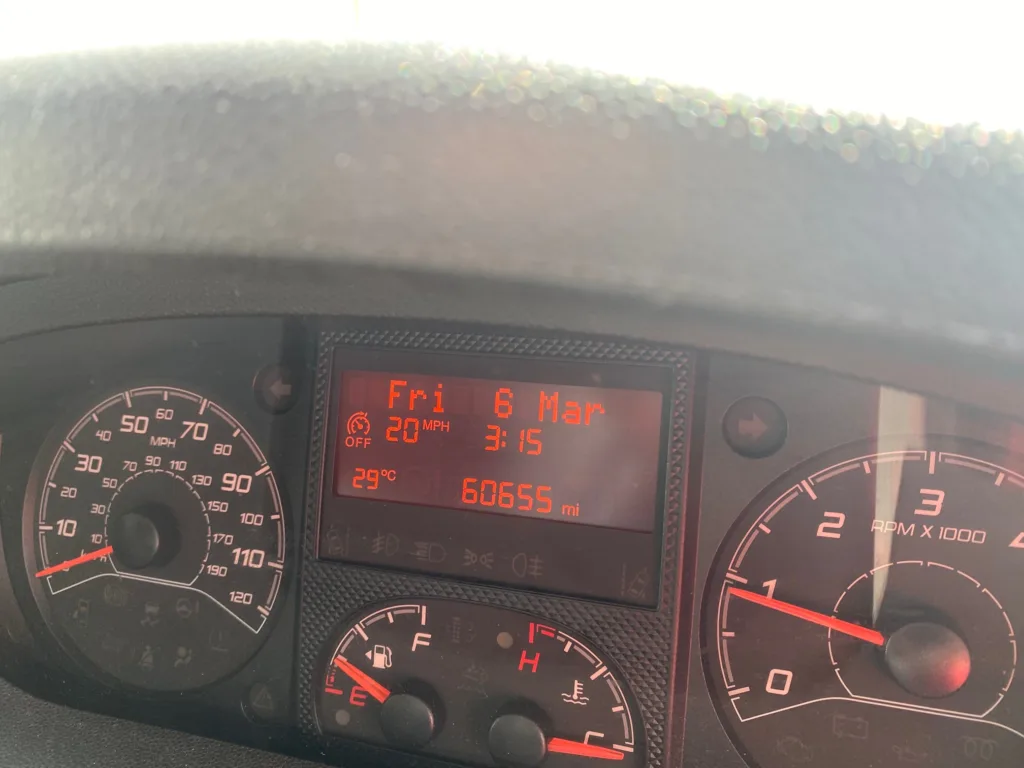 Fri 6 Mar
OFF 20 MPH 3:15
29ºC 60655 mi
10 20 30 40 50 60 70 80 90 100 110 120
MPH
10 30 50 70 90 110 130 150 170 190
0 1 2 3
RPM X 1000
E F
H C